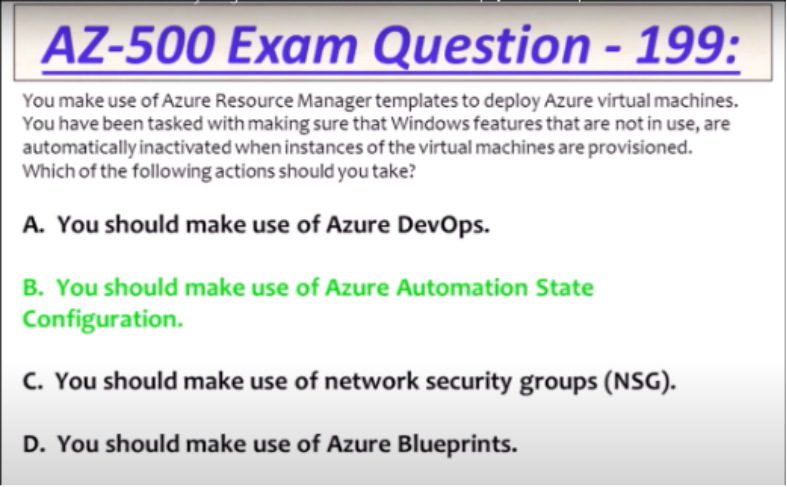 AZ-500 Exam Question - 199:
You make use of Azure Resource Manager templates to deploy Azure virtual machines.
You have been tasked with making sure that Windows features that are not in use, are
automatically inactivated when instances of the virtual machines are provisioned.
Which of the following actions should you take?
A. You should make use of Azure DevOps.
B. You should make use of Azure Automation State
Configuration.
C. You should make use of network security groups (NSG).
D. You should make use of Azure Blueprints.